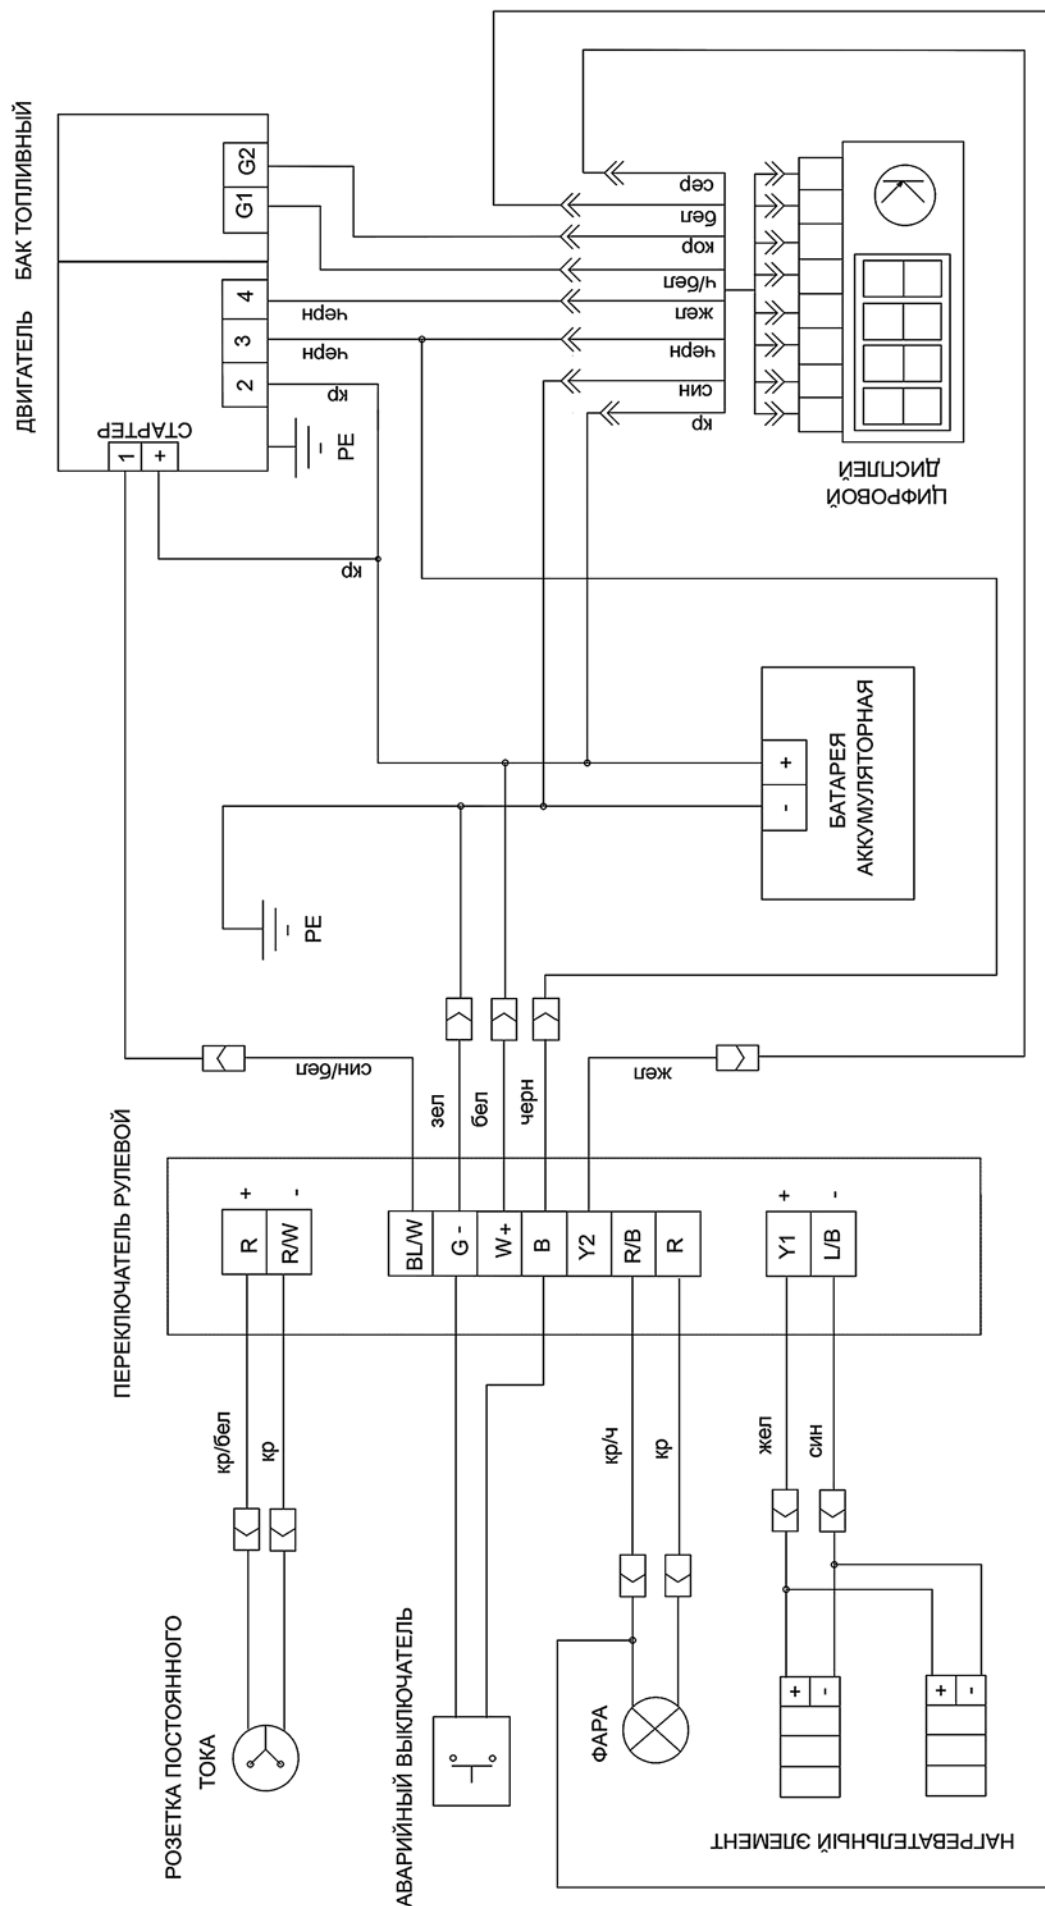 ДВИГАТЕЛЬ
БАК ТОПЛИВНЫЙ
G2
G1
4
3
2
СТАРТЕР
1
+
черн
черн
кр
кр
PE
-
сер
бел
кор
ч/бел
жел
черн
син
кр
ЦИФРОВОЙ
ДИСПЛЕЙ
БАТАРЕЯ
АККУМУЛЯТОРНАЯ
+
-
PE
-
син/бел
зел
бел
черн
жел
ПЕРЕКЛЮЧАТЕЛЬ РУЛЕВОЙ
R +
R/W -
BL/W
G -
W +
B
Y2
R/B
R
Y1 +
L/B -
кр/бел
кр
кр/ч
кр
жел
син
РОЗЕТКА ПОСТОЯННОГО
ТОКА
АВАРИЙНЫЙ ВЫКЛЮЧАТЕЛЬ
ФАРА
+
-
+
-
НАГРЕВАТЕЛЬНЫЙ ЭЛЕМЕНТ